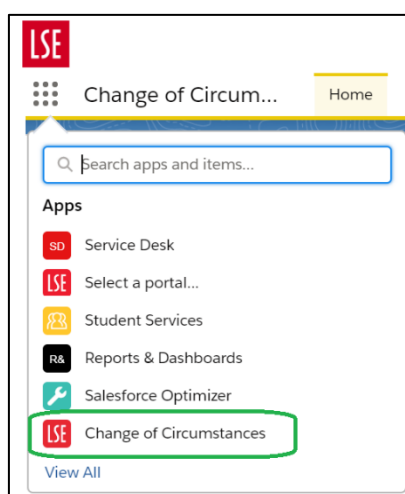 LSE
Change of Circum... Home
Search apps and items...
Apps
SD Service Desk
LSE Select a portal...
Student Services
R& Reports & Dashboards
Salesforce Optimizer
LSE Change of Circumstances
View All